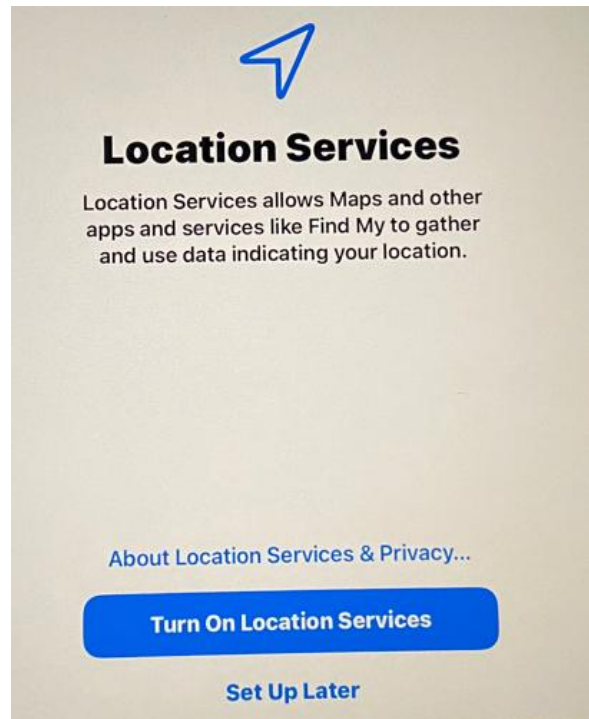 Location Services
Location Services allows Maps and other
apps and services like Find My to gather
and use data indicating your location.
About Location Services & Privacy...
Turn On Location Services
Set Up Later